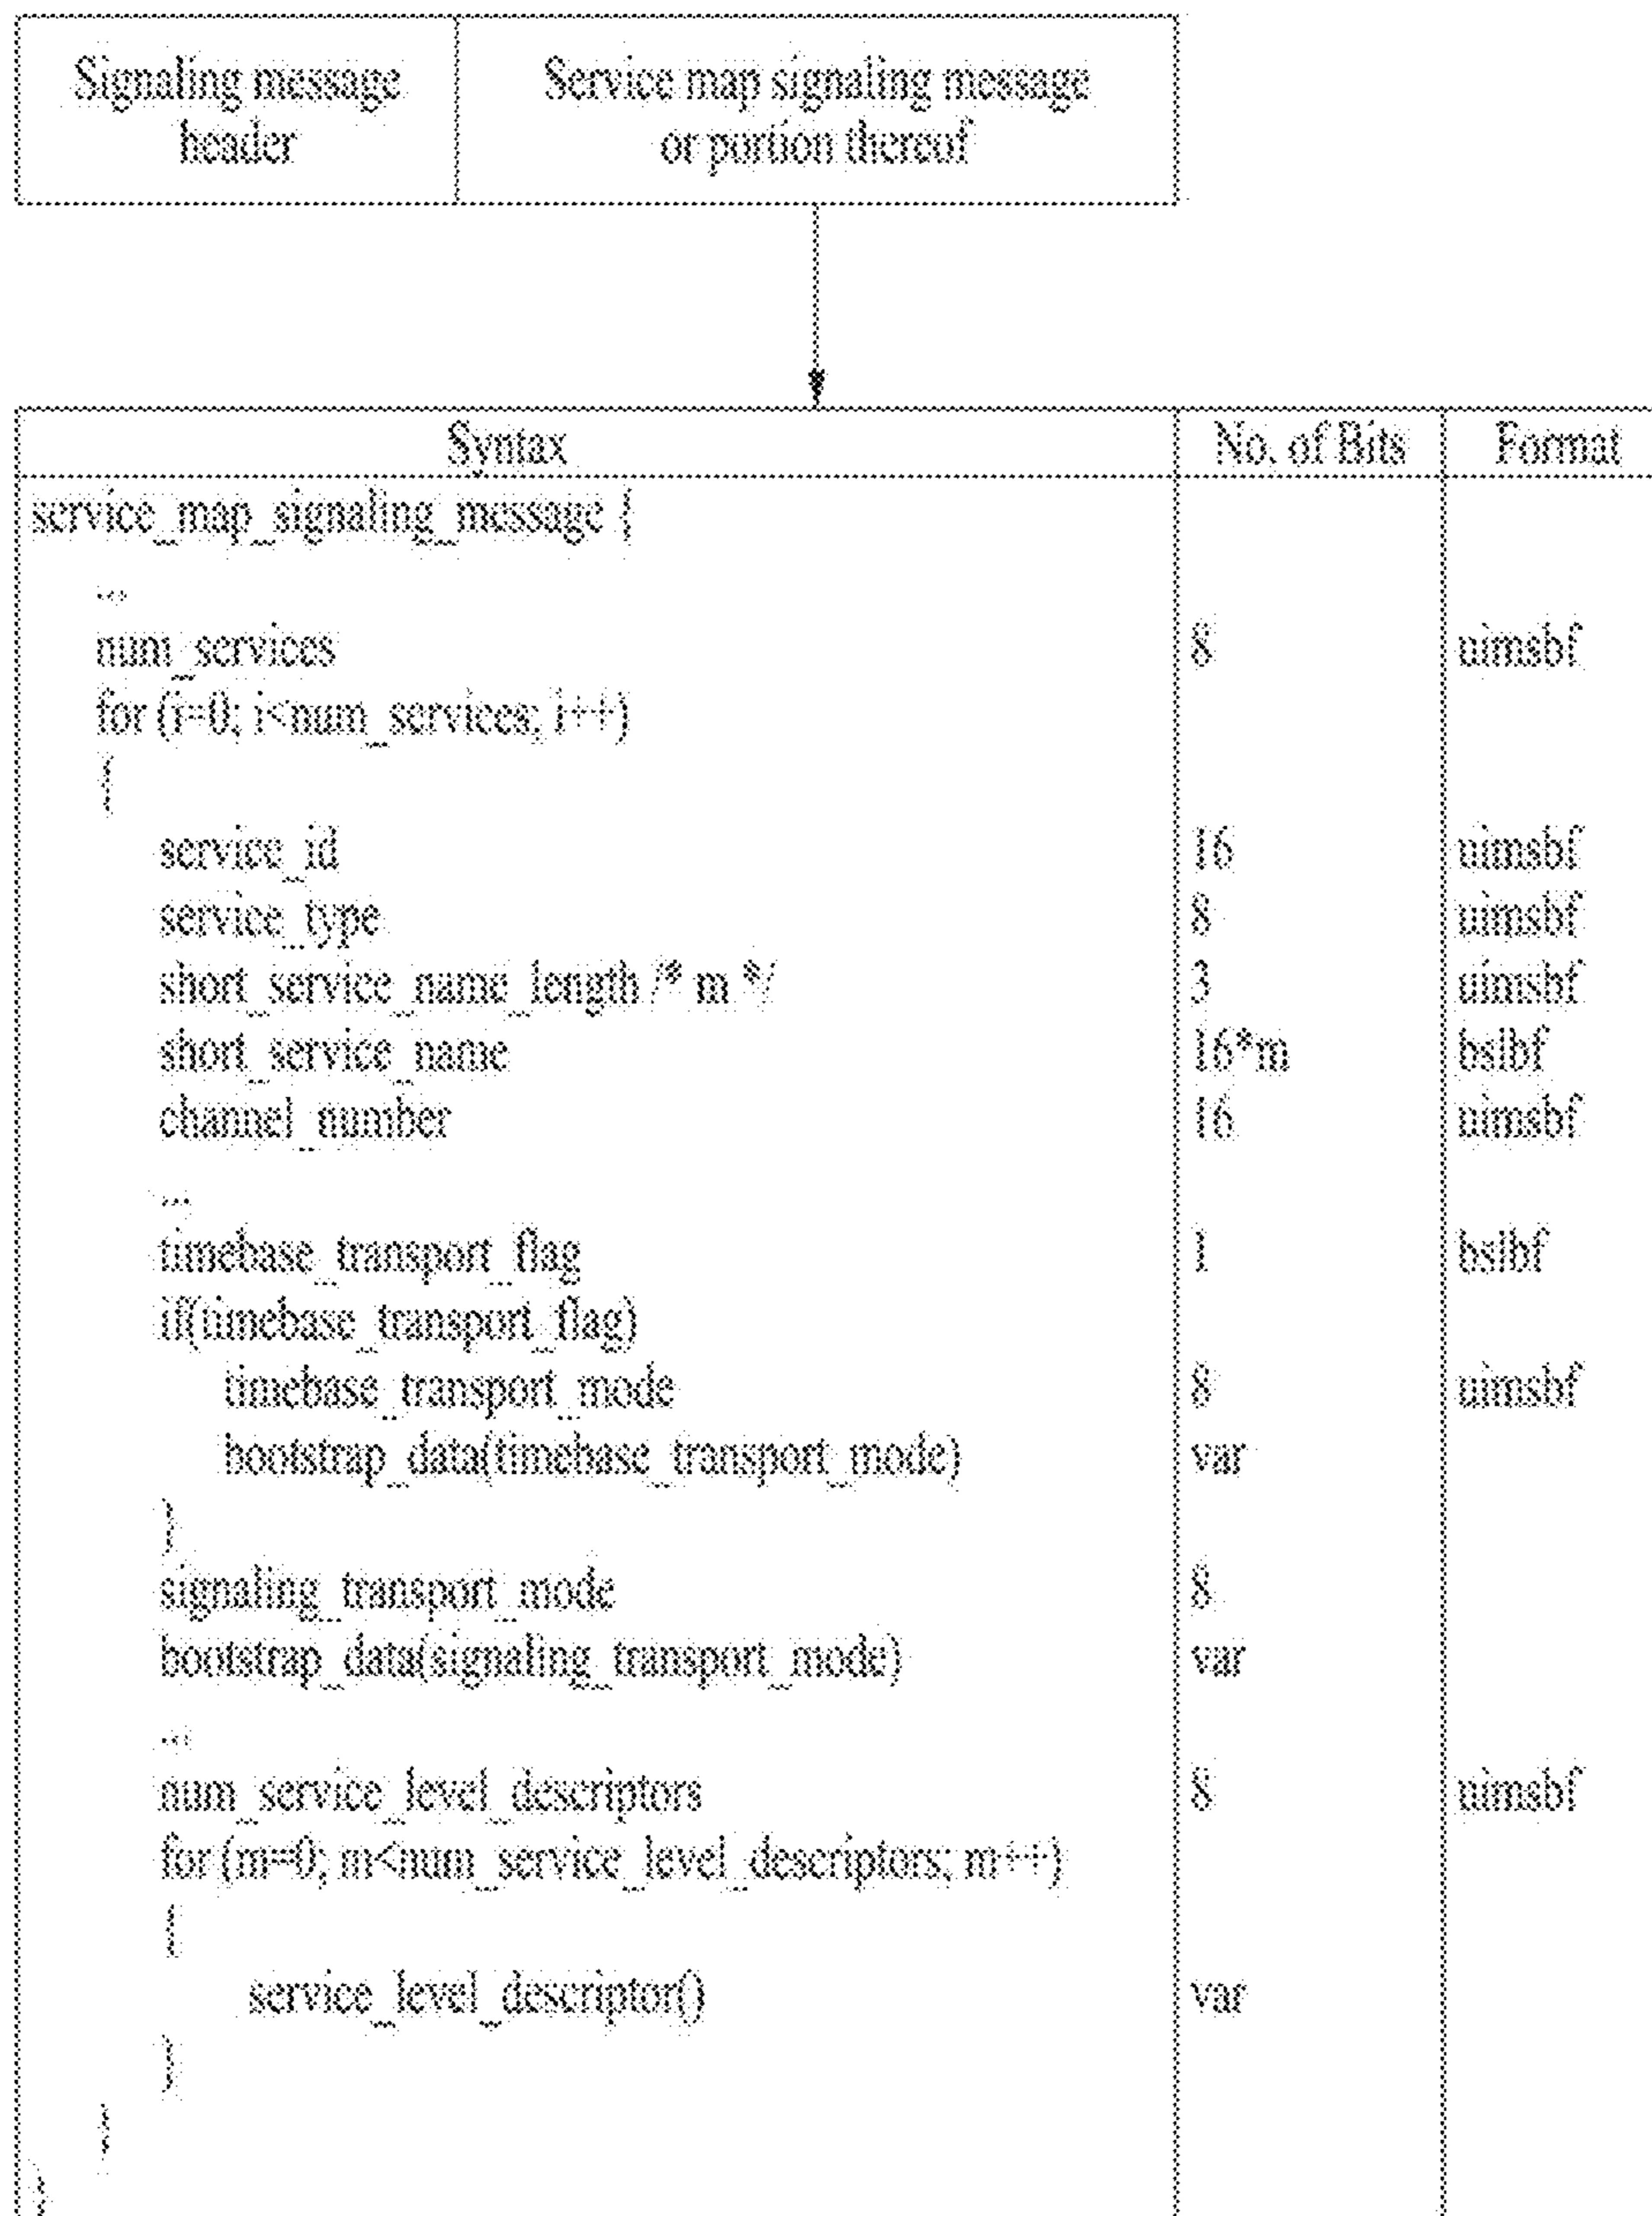 Signaling message
header
Service map signaling message
or portion thereof
Syntax No. of Bits Format
service_map_signaling_message {
...
num_services 8 uimsbf
for (i=0; i<num_services; i++)
{
service_id 16 uimsbf
service_type 8 uimsbf
short_service_name_length /* m */ 3 uimsbf
short_service_name 16*m bslbf
channel_number 16 uimsbf
...
timebase_transport_flag 1 bslbf
if(timebase_transport_flag)
timebase_transport_mode 8 uimsbf
bootstrap_data(timebase_transport_mode) var
}
signaling_transport_mode 8
bootstrap_data(signaling_transport_mode) var
...
num_service_level_descriptors 8 uimsbf
for (m=0; m<num_service_level_descriptors; m++)
{
service_level_descriptor() var
}
}
}